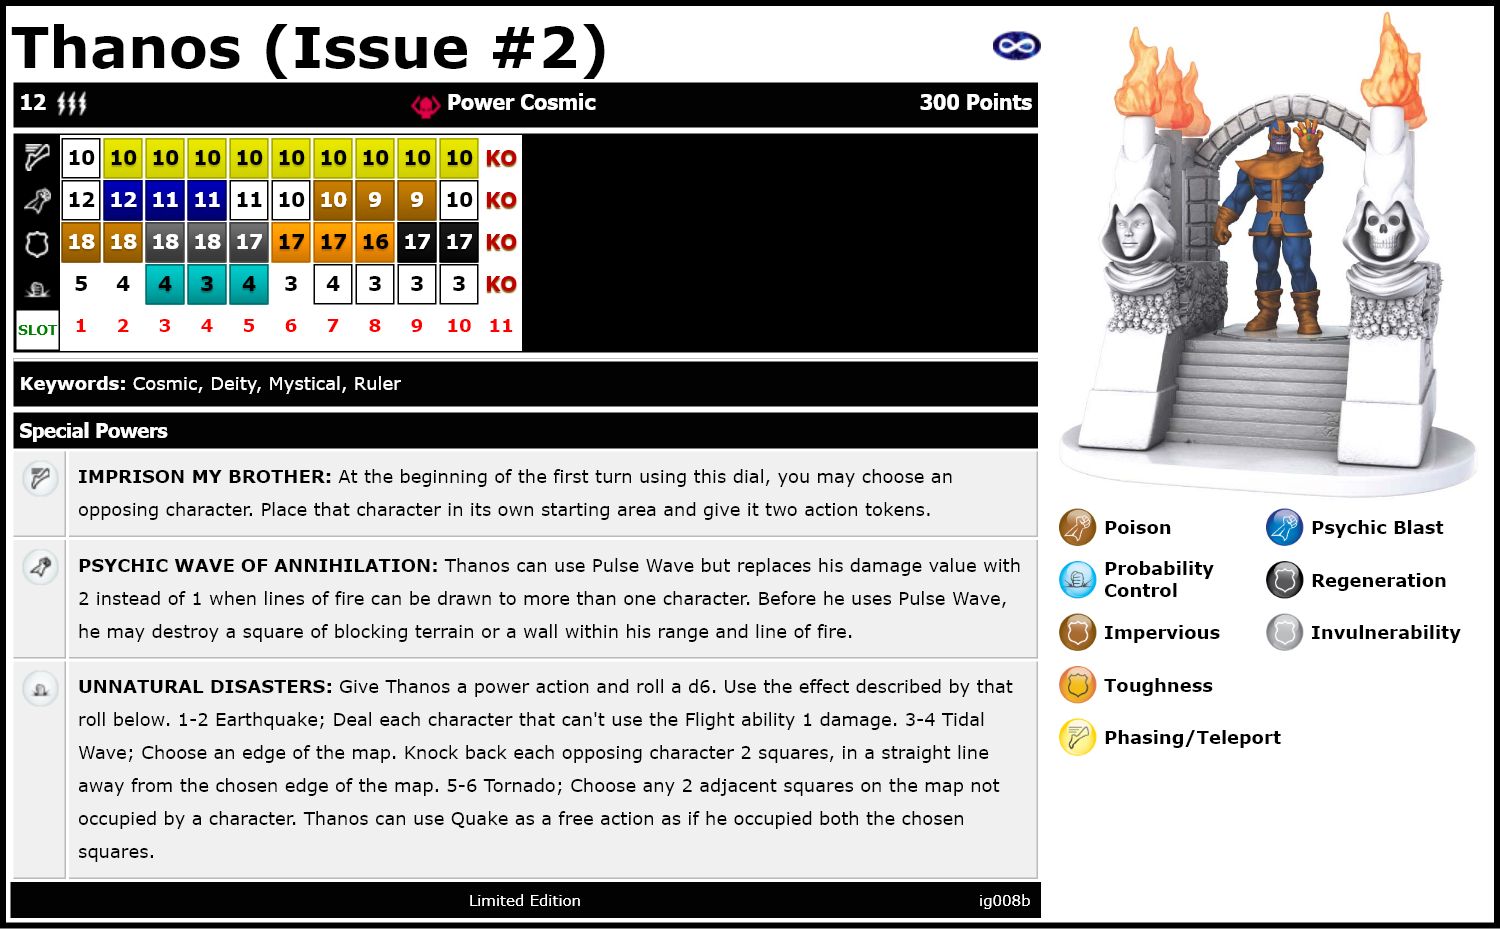 Thanos (Issue #2)
12 Power Cosmic 300 Points
10 10 10 10 10 10 10 10 10 10 KO
12 12 11 11 11 10 10 9 9 10 KO
18 18 18 18 17 17 17 16 17 17 KO
5 4 4 3 4 3 4 3 3 3 KO
SLOT 1 2 3 4 5 6 7 8 9 10 11
Keywords: Cosmic, Deity, Mystical, Ruler
Special Powers
IMPRISON MY BROTHER: At the beginning of the first turn using this dial, you may choose an
opposing character. Place that character in its own starting area and give it two action tokens.
PSYCHIC WAVE OF ANNIHILATION: Thanos can use Pulse Wave but replaces his damage value with
2 instead of 1 when lines of fire can be drawn to more than one character. Before he uses Pulse Wave,
he may destroy a square of blocking terrain or a wall within his range and line of fire.
UNNATURAL DISASTERS: Give Thanos a power action and roll a d6. Use the effect described by that
roll below. 1-2 Earthquake; Deal each character that can't use the Flight ability 1 damage. 3-4 Tidal
Wave; Choose an edge of the map. Knock back each opposing character 2 squares, in a straight line
away from the chosen edge of the map. 5-6 Tornado; Choose any 2 adjacent squares on the map not
occupied by a character. Thanos can use Quake as a free action as if he occupied both the chosen
squares.
Limited Edition ig008b
Poison Psychic Blast
Probability
Control
Regeneration
Impervious Invulnerability
Toughness
Phasing/Teleport